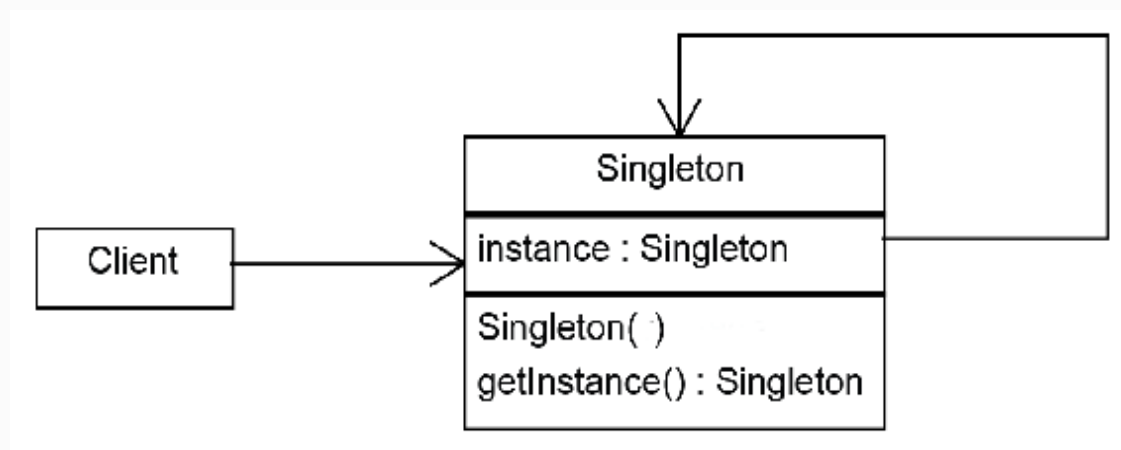 Client
Singleton
instance : Singleton
Singleton( )
getInstance() : Singleton